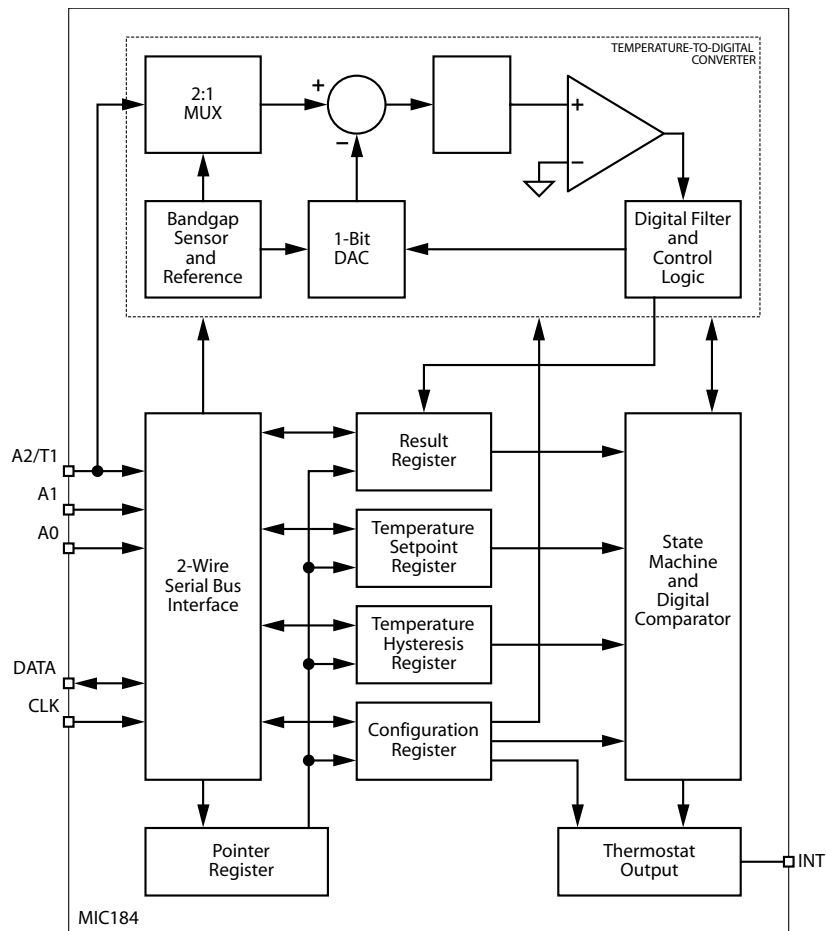 TEMPERATURE-TO-DIGITAL
CONVERTER
2:1
MUX
+
−
+
−
Bandgap
Sensor
and
Reference
1-Bit
DAC
Digital Filter
and
Control
Logic
A2/T1
A1
A0
DATA
CLK
2-Wire
Serial Bus
Interface
Result
Register
Temperature
Setpoint
Register
Temperature
Hysteresis
Register
Configuration
Register
State
Machine
and
Digital
Comparator
Pointer
Register
Thermostat
Output
INT
MIC184